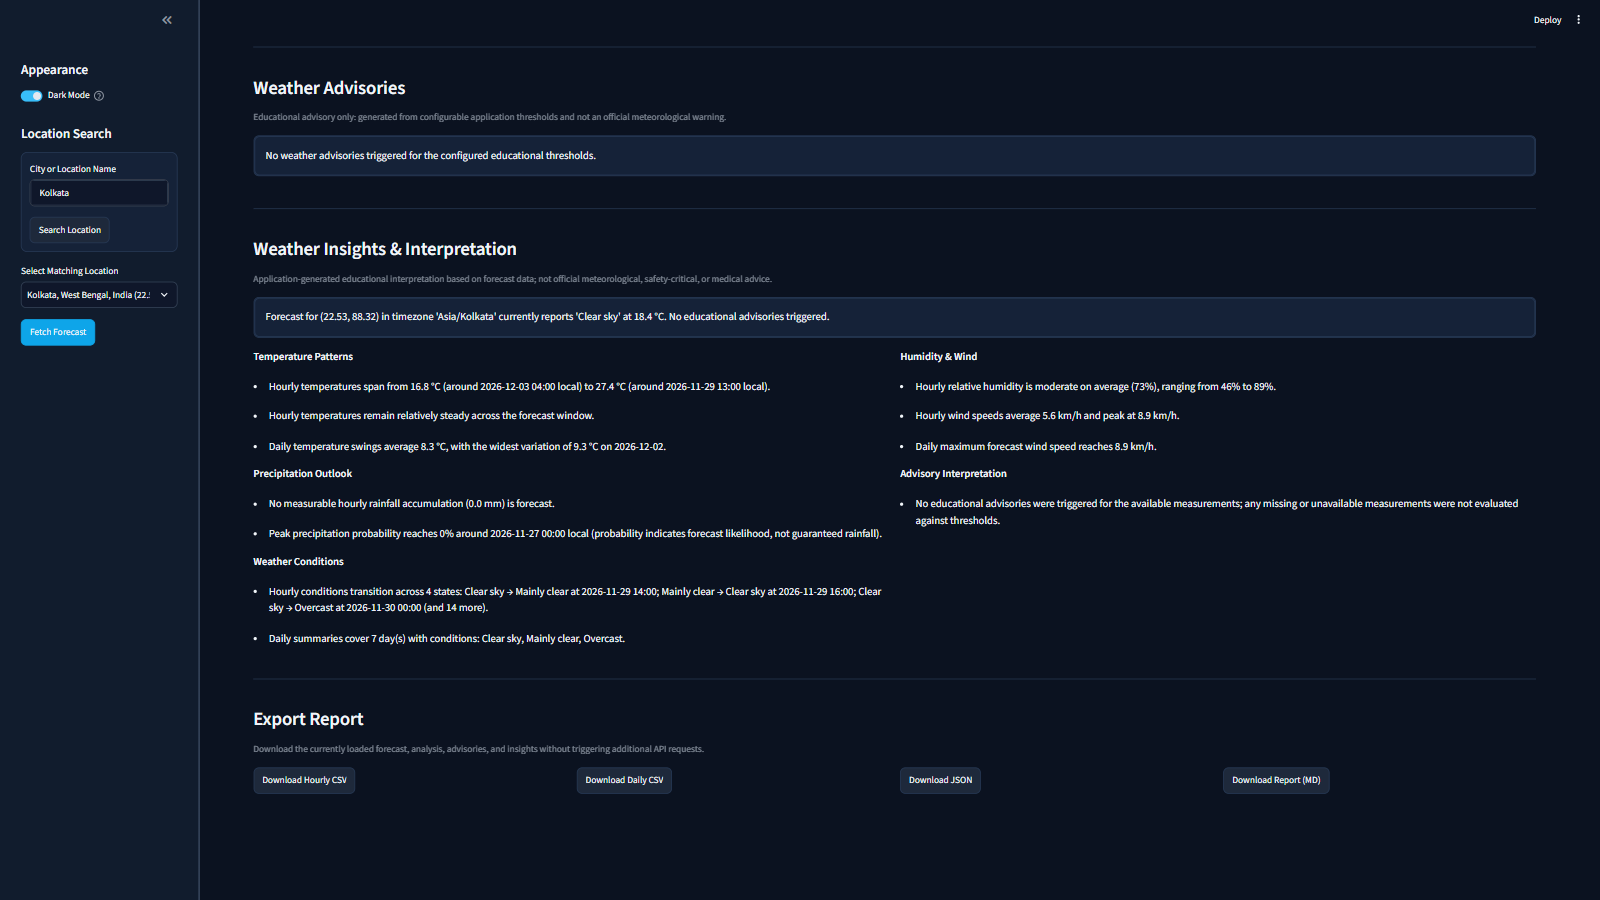 Deploy
Appearance
Dark Mode
Location Search
City or Location Name
Kolkata
Search Location
Select Matching Location
Kolkata, West Bengal, India (22.
Fetch Forecast
Weather Advisories
Educational advisory only: generated from configurable application thresholds and not an official meteorological warning.
No weather advisories triggered for the configured educational thresholds.
Weather Insights & Interpretation
Application-generated educational interpretation based on forecast data; not official meteorological, safety-critical, or medical advice.
Forecast for (22.53, 88.32) in timezone 'Asia/Kolkata' currently reports 'Clear sky' at 18.4 °C. No educational advisories triggered.
Temperature Patterns
• Hourly temperatures span from 16.8 °C (around 2026-12-03 04:00 local) to 27.4 °C (around 2026-11-29 13:00 local).
• Hourly temperatures remain relatively steady across the forecast window.
• Daily temperature swings average 8.3 °C, with the widest variation of 9.3 °C on 2026-12-02.
Precipitation Outlook
• No measurable hourly rainfall accumulation (0.0 mm) is forecast.
• Peak precipitation probability reaches 0% around 2026-11-27 00:00 local (probability indicates forecast likelihood, not guaranteed rainfall).
Weather Conditions
• Hourly conditions transition across 4 states: Clear sky → Mainly clear at 2026-11-29 14:00; Mainly clear → Clear sky at 2026-11-29 16:00; Clear
sky → Overcast at 2026-11-30 00:00 (and 14 more).
• Daily summaries cover 7 day(s) with conditions: Clear sky, Mainly clear, Overcast.
Humidity & Wind
• Hourly relative humidity is moderate on average (73%), ranging from 46% to 89%.
• Hourly wind speeds average 5.6 km/h and peak at 8.9 km/h.
• Daily maximum forecast wind speed reaches 8.9 km/h.
Advisory Interpretation
• No educational advisories were triggered for the available measurements; any missing or unavailable measurements were not evaluated
against thresholds.
Export Report
Download the currently loaded forecast, analysis, advisories, and insights without triggering additional API requests.
Download Hourly CSV
Download Daily CSV
Download JSON
Download Report (MD)